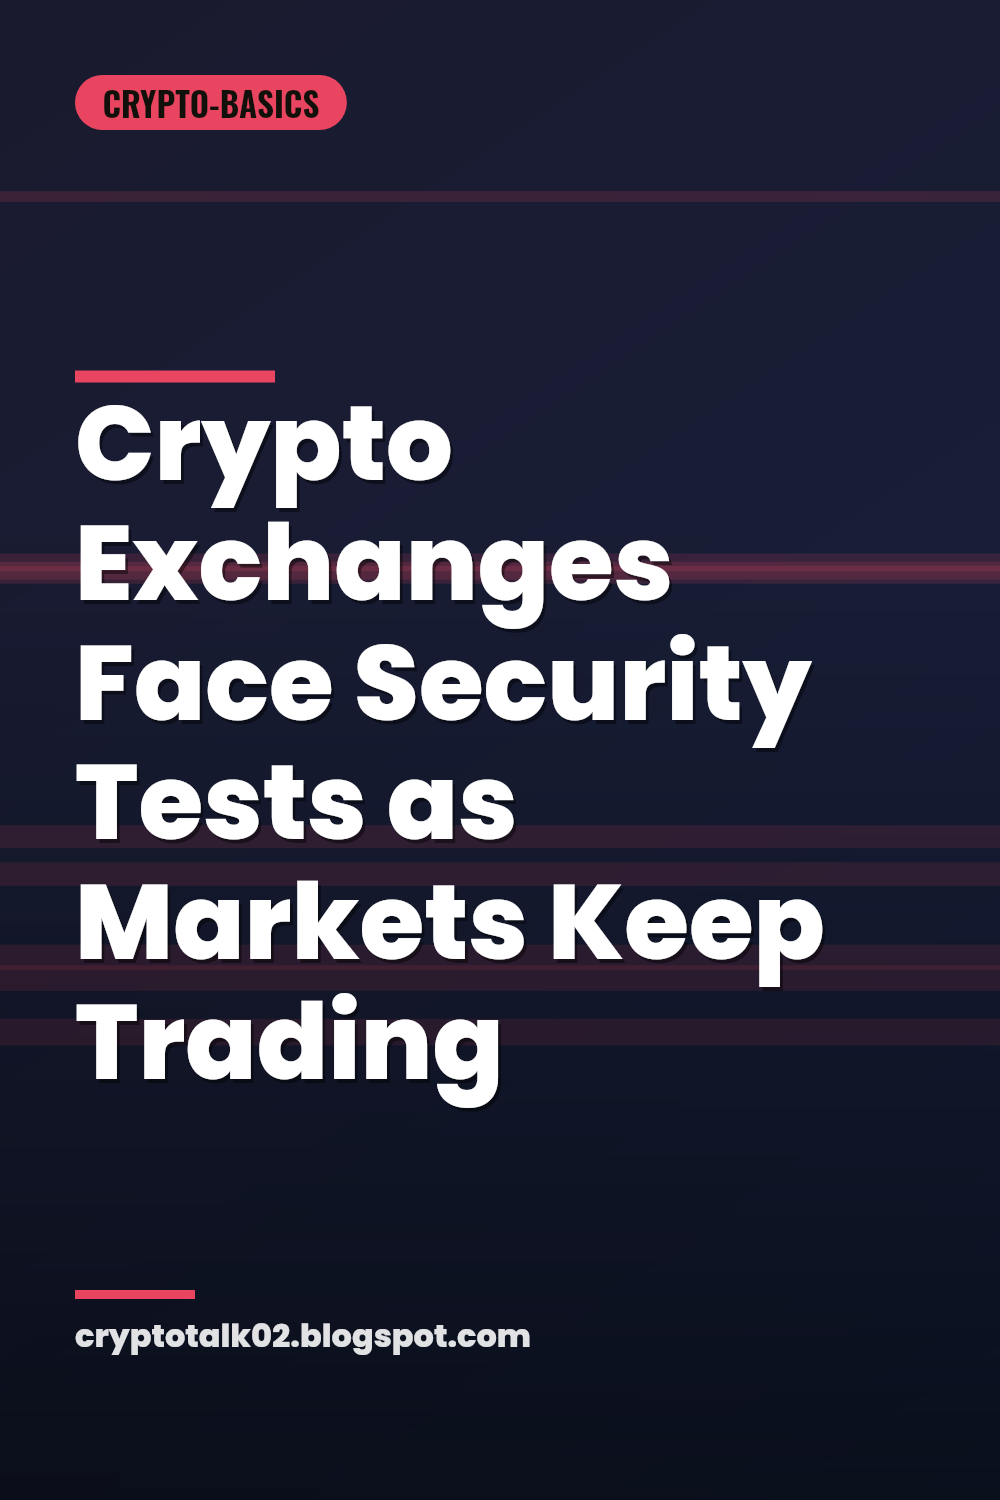 CRYPTO-BASICS
Crypto
Exchanges
Face Security
Tests as
Markets Keep
Trading
cryptotalk02.blogspot.com